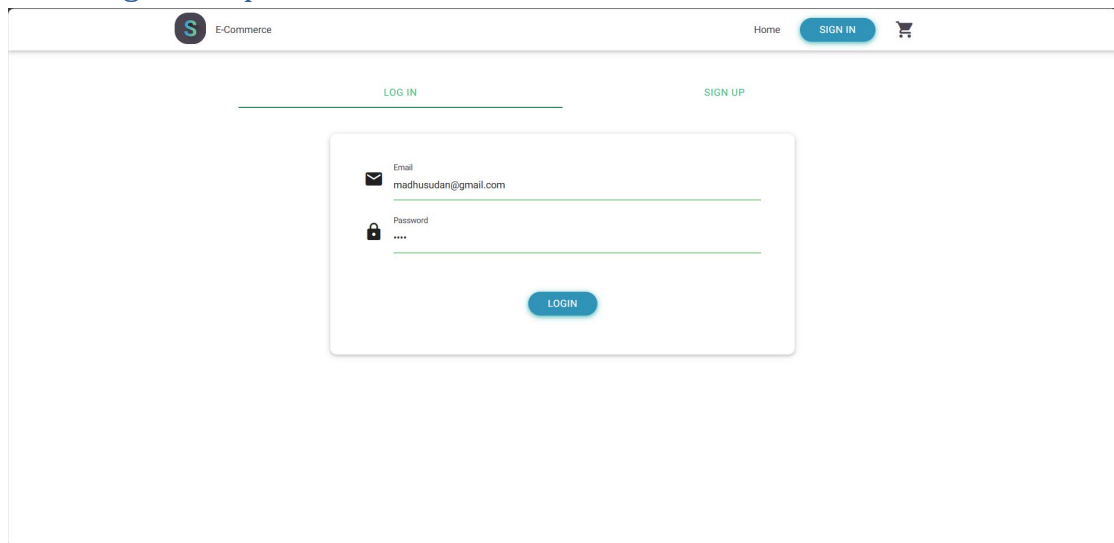 S E-Commerce Home SIGN IN
LOG IN SIGN UP
Email
madhusudan@gmail.com
Password
••••
LOGIN